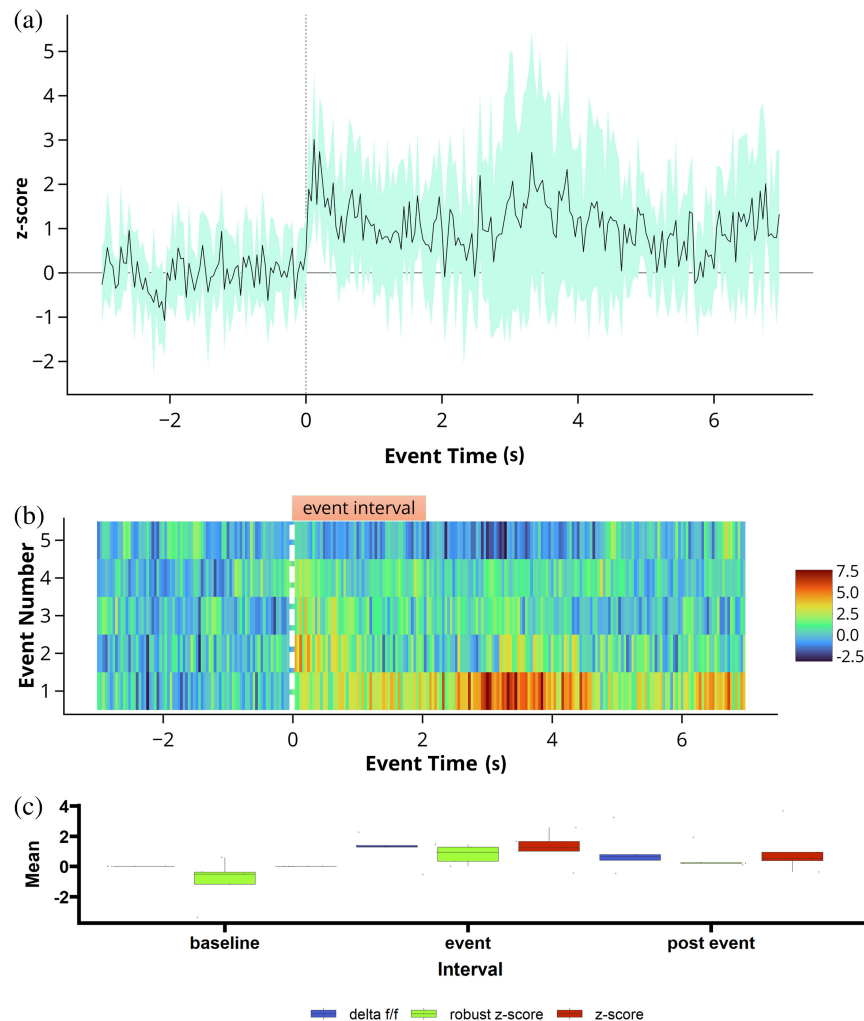 (a)
z-score
5
4
3
2
1
0
−1
−2
−2 0 2 4 6
Event Time (s)
(b)
event interval
Event Number
5
4
3
2
1
7.5
5.0
2.5
0.0
-2.5
−2 0 2 4 6
Event Time (s)
(c)
Mean
4
2
0
-2
baseline event post event
Interval
delta f/f robust z-score z-score